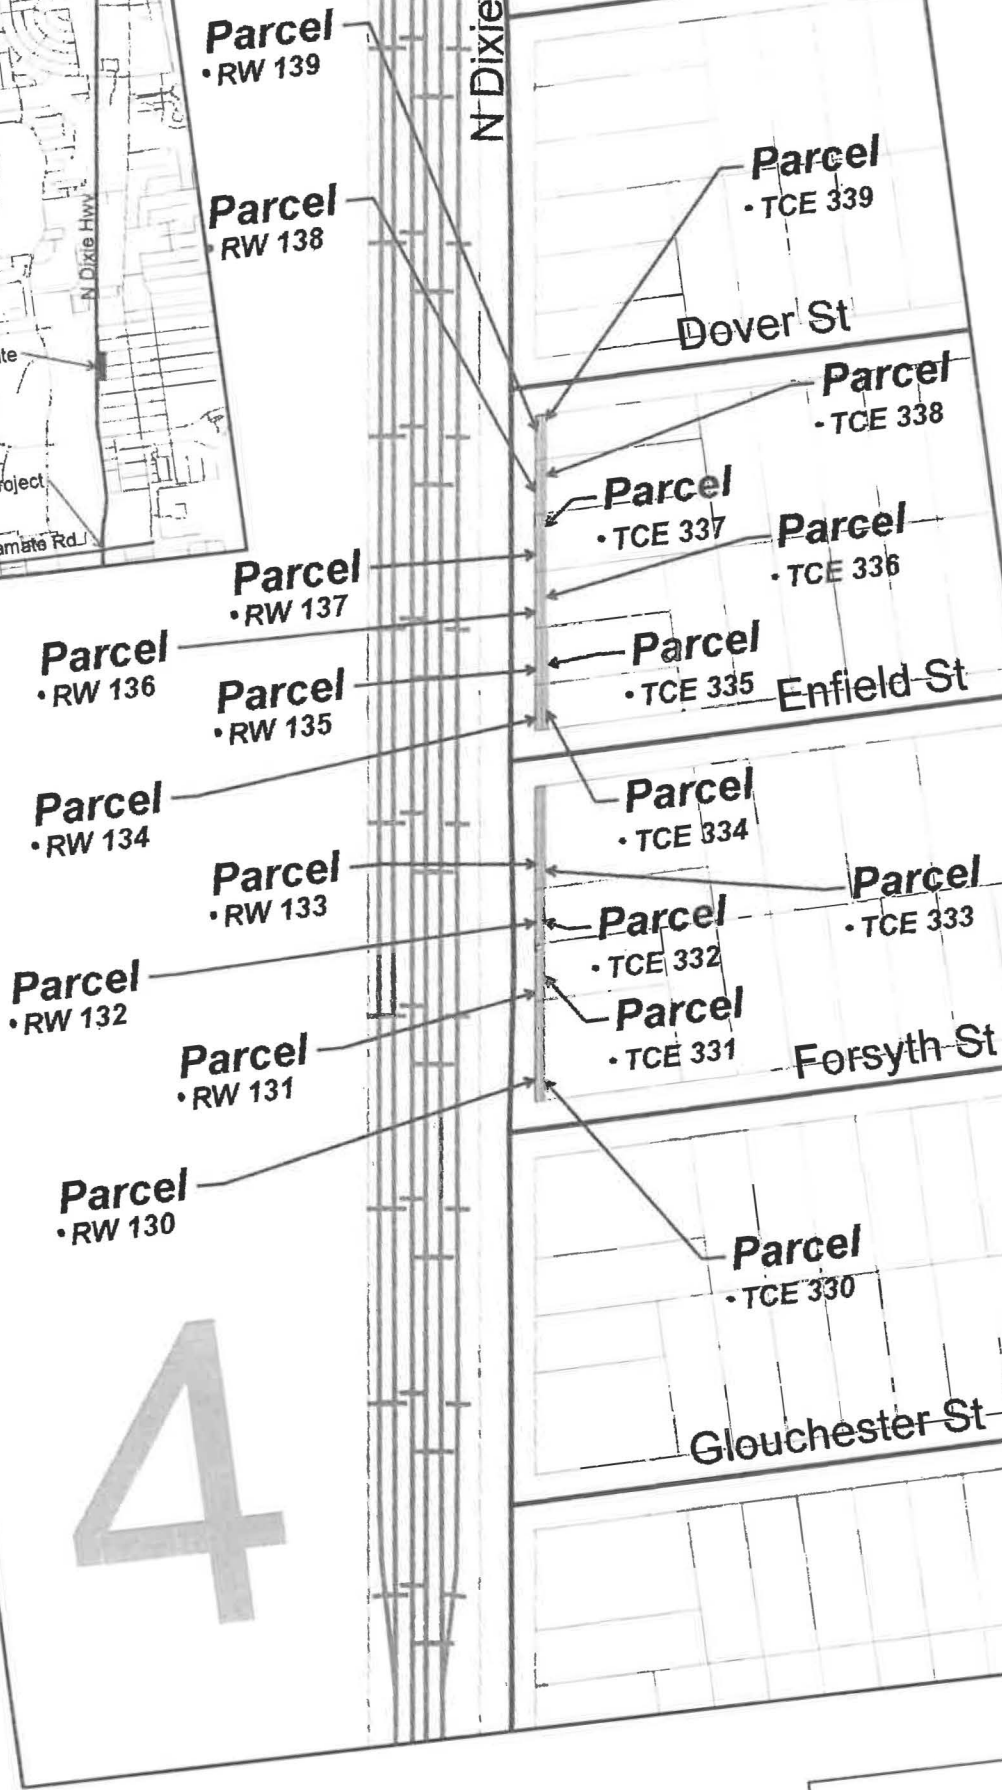 Parcel
• RW 139
N Dixie
Parcel
• TCE 339
Parcel
• RW 138
N Dixie Hwy
Dover St
Parcel
• TCE 338
Parcel
• TCE 337
Parcel
• TCE 336
Parcel
• RW 137
Parcel
• RW 136
Parcel
• TCE 335
Enfield St
Parcel
• RW 135
Parcel
• RW 134
Parcel
• TCE 334
Parcel
• RW 133
Parcel
• TCE 333
Parcel
• TCE 332
Parcel
• RW 132
Parcel
• TCE 331
Forsyth St
Parcel
• RW 131
Parcel
• RW 130
Parcel
• TCE 330
4
Glouchester St